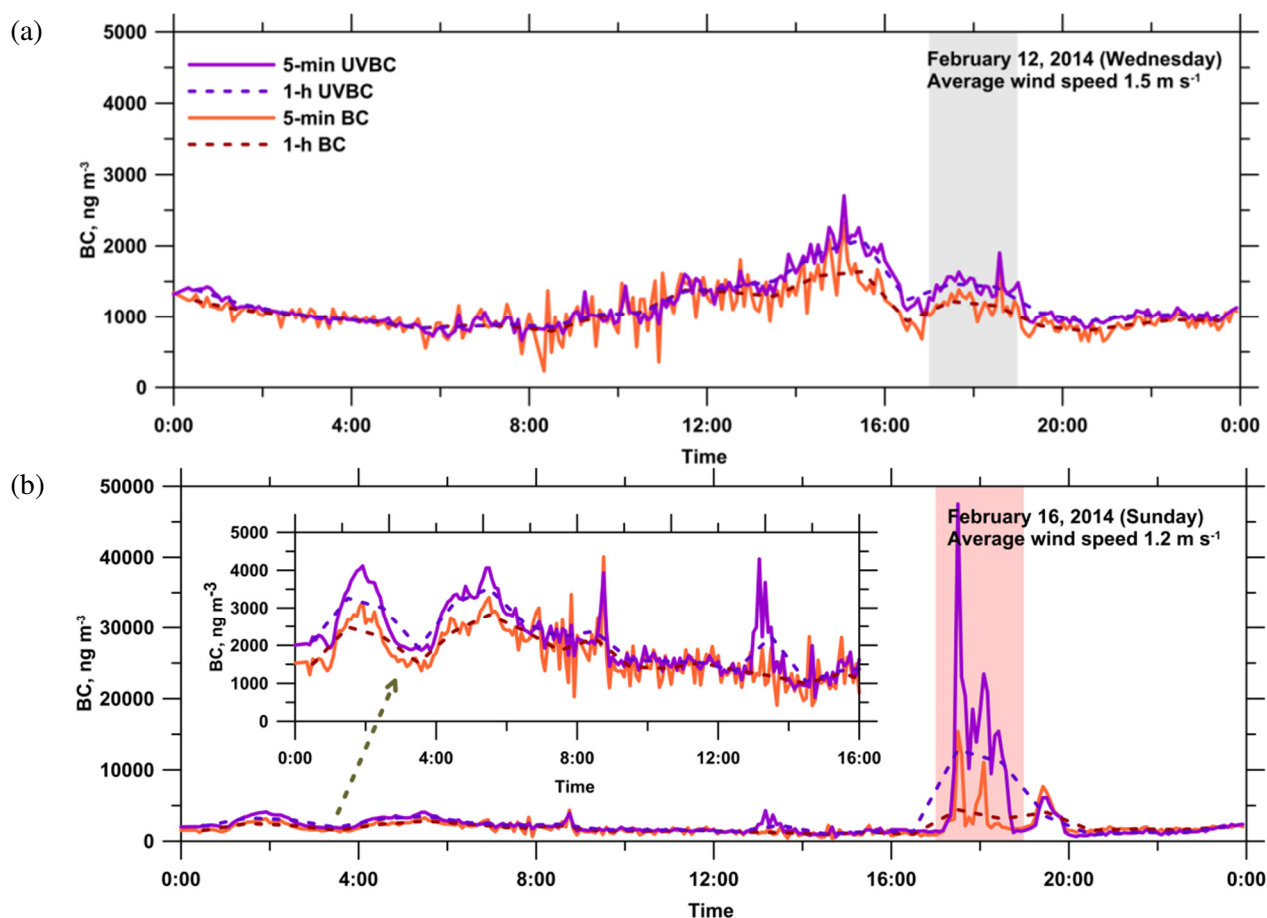 (a)
5000
4000
3000
2000
1000
0
BC, ng m-3
5-min UVBC
1-h UVBC
5-min BC
1-h BC
February 12, 2014 (Wednesday)
Average wind speed 1.5 m s-1
0:00 4:00 8:00 12:00 16:00 20:00 0:00
Time
(b)
50000
40000
30000
20000
10000
0
BC, ng m-3
February 16, 2014 (Sunday)
Average wind speed 1.2 m s-1
5000
4000
3000
2000
1000
0
BC, ng m-3
0:00 4:00 8:00 12:00 16:00
Time
0:00 4:00 8:00 12:00 16:00 20:00 0:00
Time